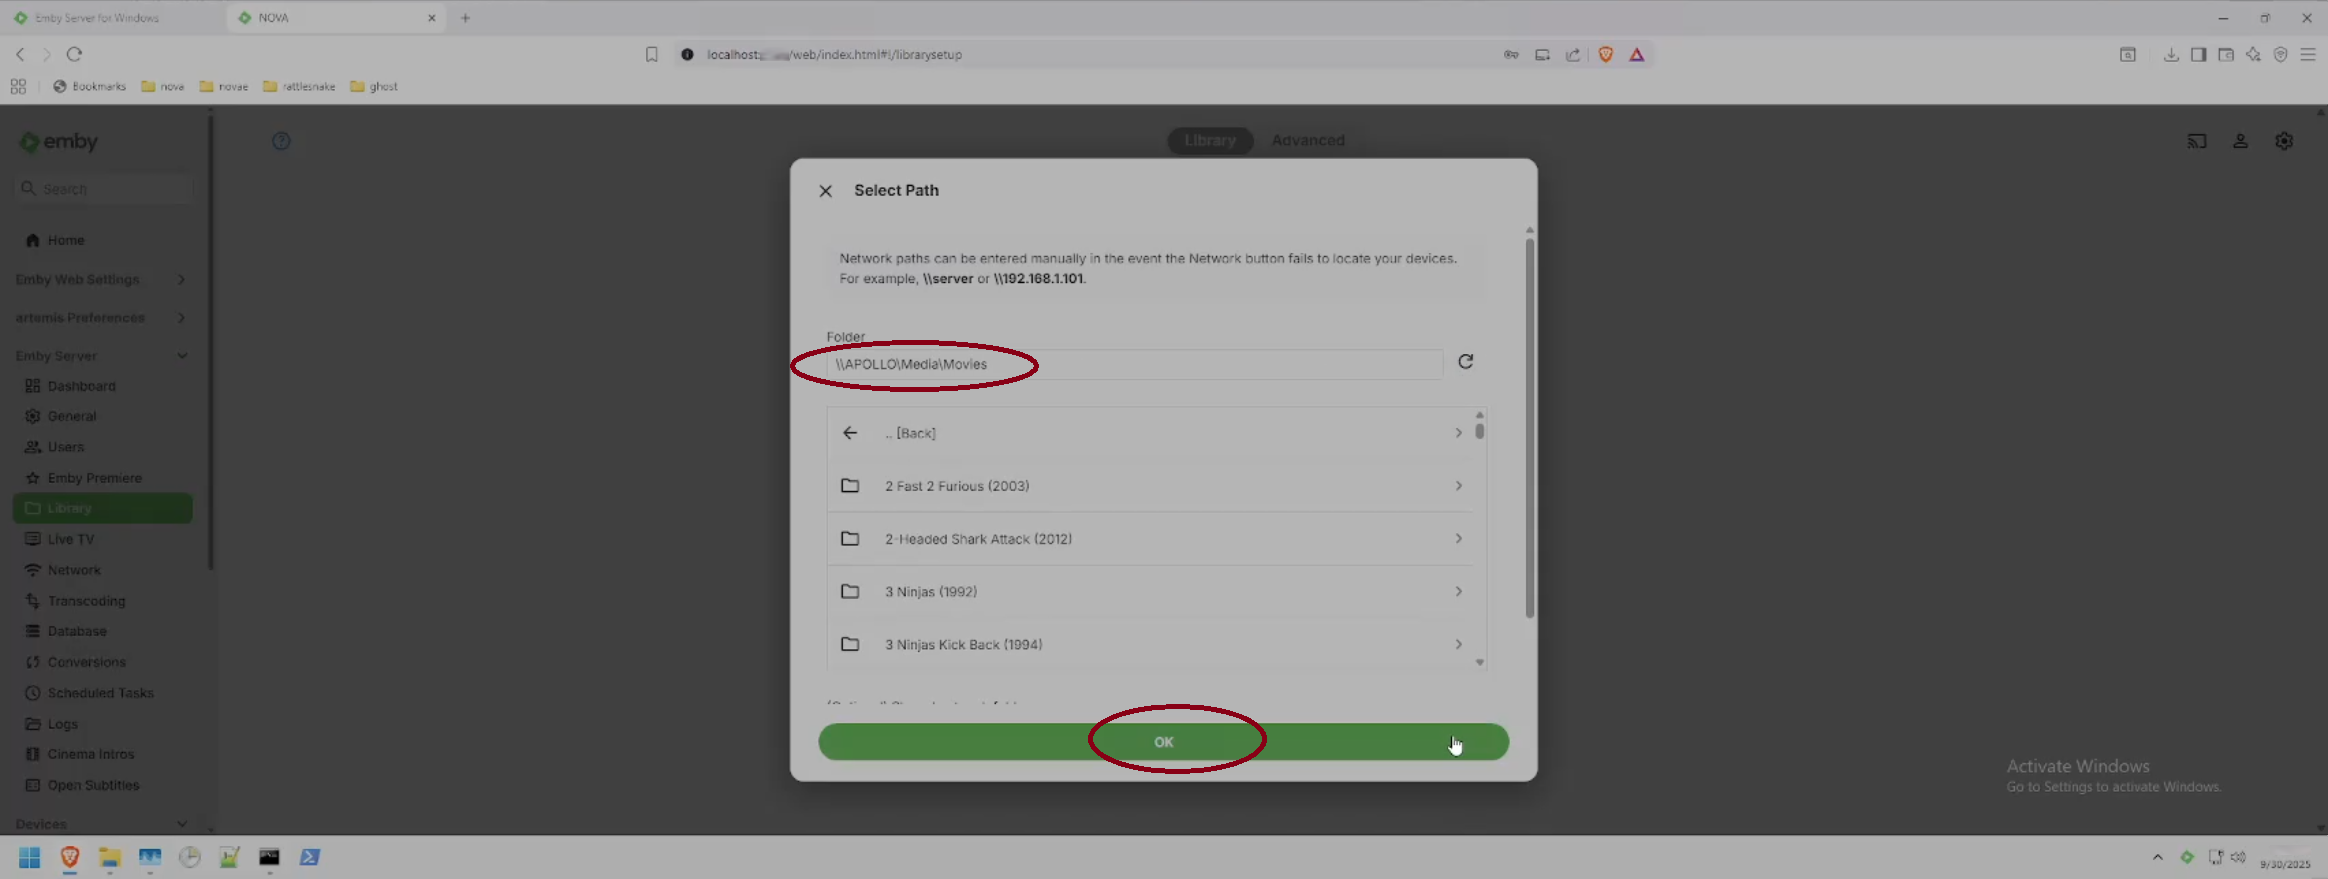 Emby Server for Windows
NOVA
localhost: /web/index.html#!/librarysetup
Bookmarks
nova
novae
rattlesnake
ghost
emby
Search
Home
Emby Web Settings
artemis Preferences
Emby Server
Dashboard
General
Users
Emby Premiere
Library
Live TV
Network
Transcoding
Database
Conversions
Scheduled Tasks
Logs
Cinema Intros
Open Subtitles
Devices
Library
Advanced
Select Path
Network paths can be entered manually in the event the Network button fails to locate your devices.
For example, \\server or \\192.168.1.101.
Folder
\\APOLLO\Media\Movies
.. [Back]
2 Fast 2 Furious (2003)
2-Headed Shark Attack (2012)
3 Ninjas (1992)
3 Ninjas Kick Back (1994)
OK
Activate Windows
Go to Settings to activate Windows.
9/30/2025